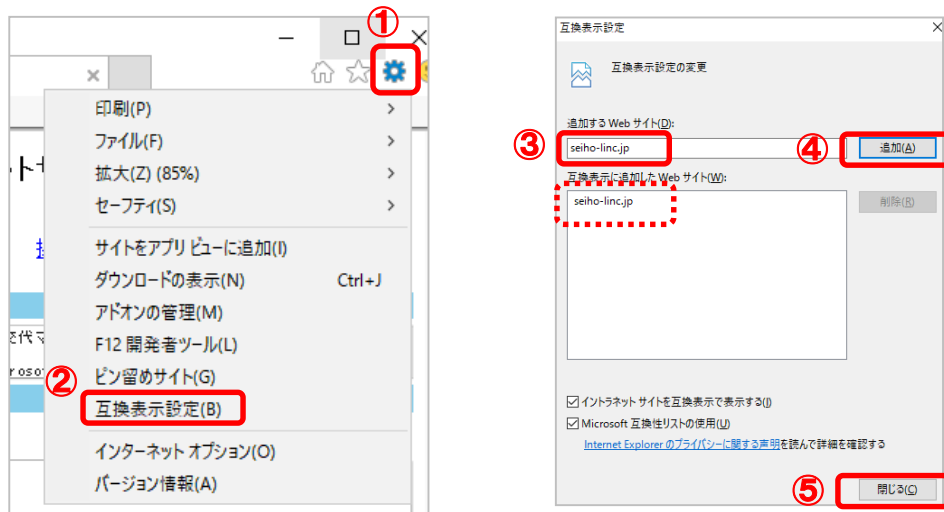 ①
印刷(P)
ファイル(F)
拡大(Z) (85%)
セーフティ(S)
サイトをアプリ ビューに追加(I)
ダウンロードの表示(N) Ctrl+J
アドオンの管理(M)
F12 開発者ツール(L)
ピン留めサイト(G)
② 互換表示設定(B)
インターネット オプション(O)
バージョン情報(A)
互換表示設定
互換表示設定の変更
追加する Web サイト(D):
③ seiho-linc.jp ④ 追加(A)
互換表示に追加した Web サイト(W):
seiho-linc.jp 削除(R)
イントラネット サイトを互換表示で表示する(I)
Microsoft 互換性リストの使用(U)
Internet Explorer のプライバシーに関する声明を読んで詳細を確認する
⑤ 閉じる(C)